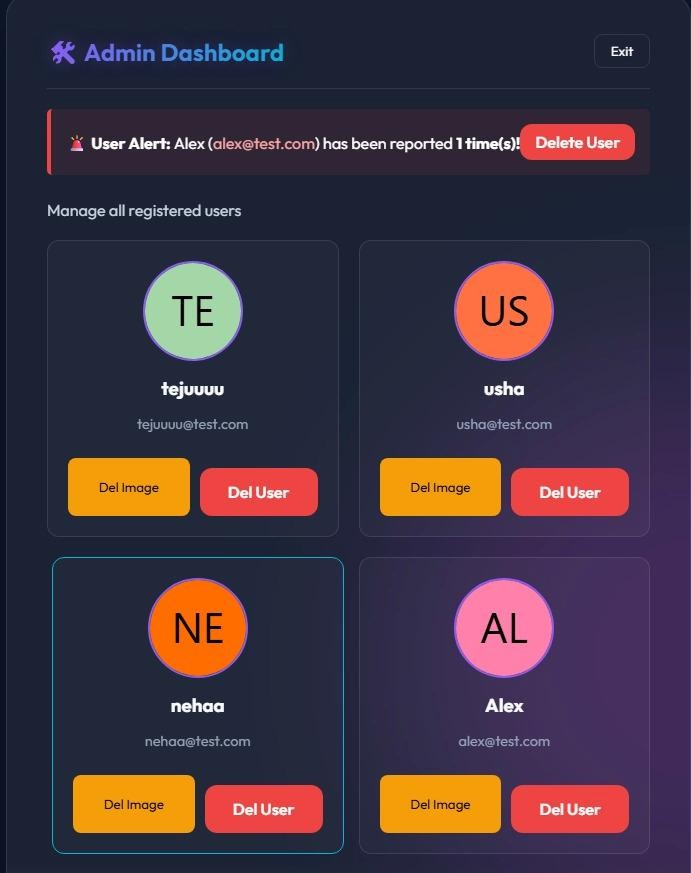 🛠 Admin Dashboard
Exit
🚨 User Alert: Alex (alex@test.com) has been reported 1 time(s)!
Delete User
Manage all registered users
TE
tejuuuu
tejuuuu@test.com
Del Image
Del User
US
usha
usha@test.com
Del Image
Del User
NE
nehaa
nehaa@test.com
Del Image
Del User
AL
Alex
alex@test.com
Del Image
Del User